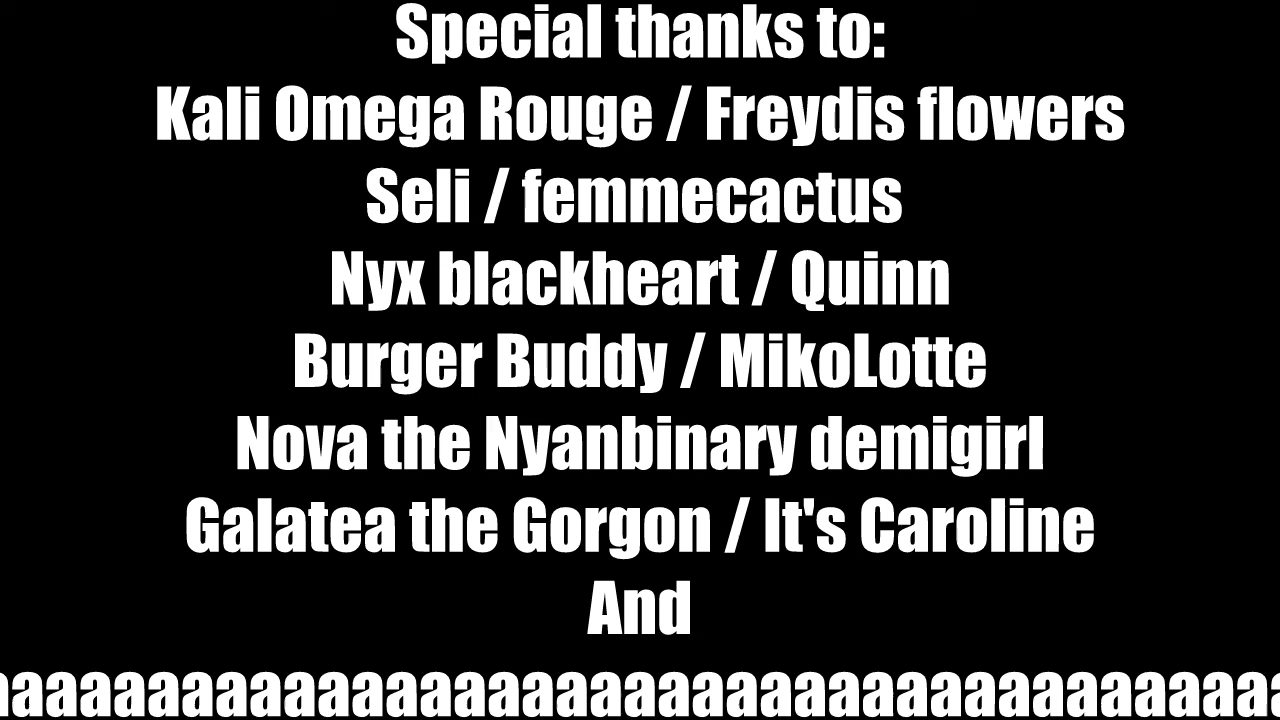 Special thanks to:
Kali Omega Rouge / Freydis flowers
Seli / femmecactus
Nyx blackheart / Quinn
Burger Buddy / MikoLotte
Nova the Nyanbinary demigirl
Galatea the Gorgon / It's Caroline
And
aaaaaaaaaaaaaaaaaaaaaaaaaaaaaaaaaaaaaa